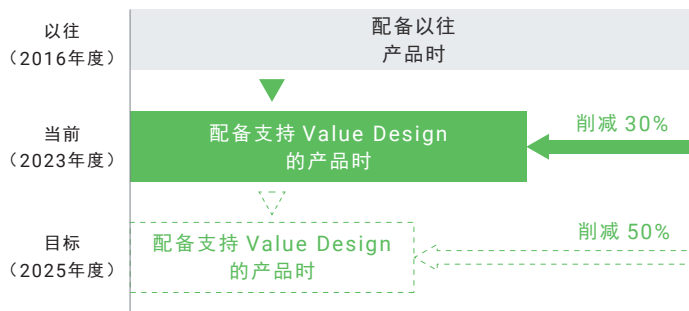 以往
（2016年度）
配备以往
产品时
当前
（2023年度）
配备支持 Value Design
的产品时
削减 30%
目标
（2025年度）
配备支持 Value Design
的产品时
削减 50%